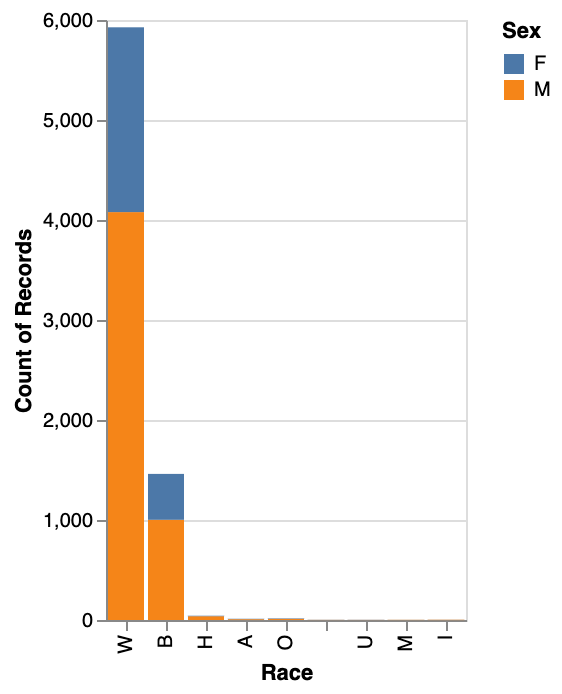 6,000
5,000
4,000
3,000
2,000
1,000
0
Count of Records
W
B
H
A
O
U
M
I
Race
Sex
F
M